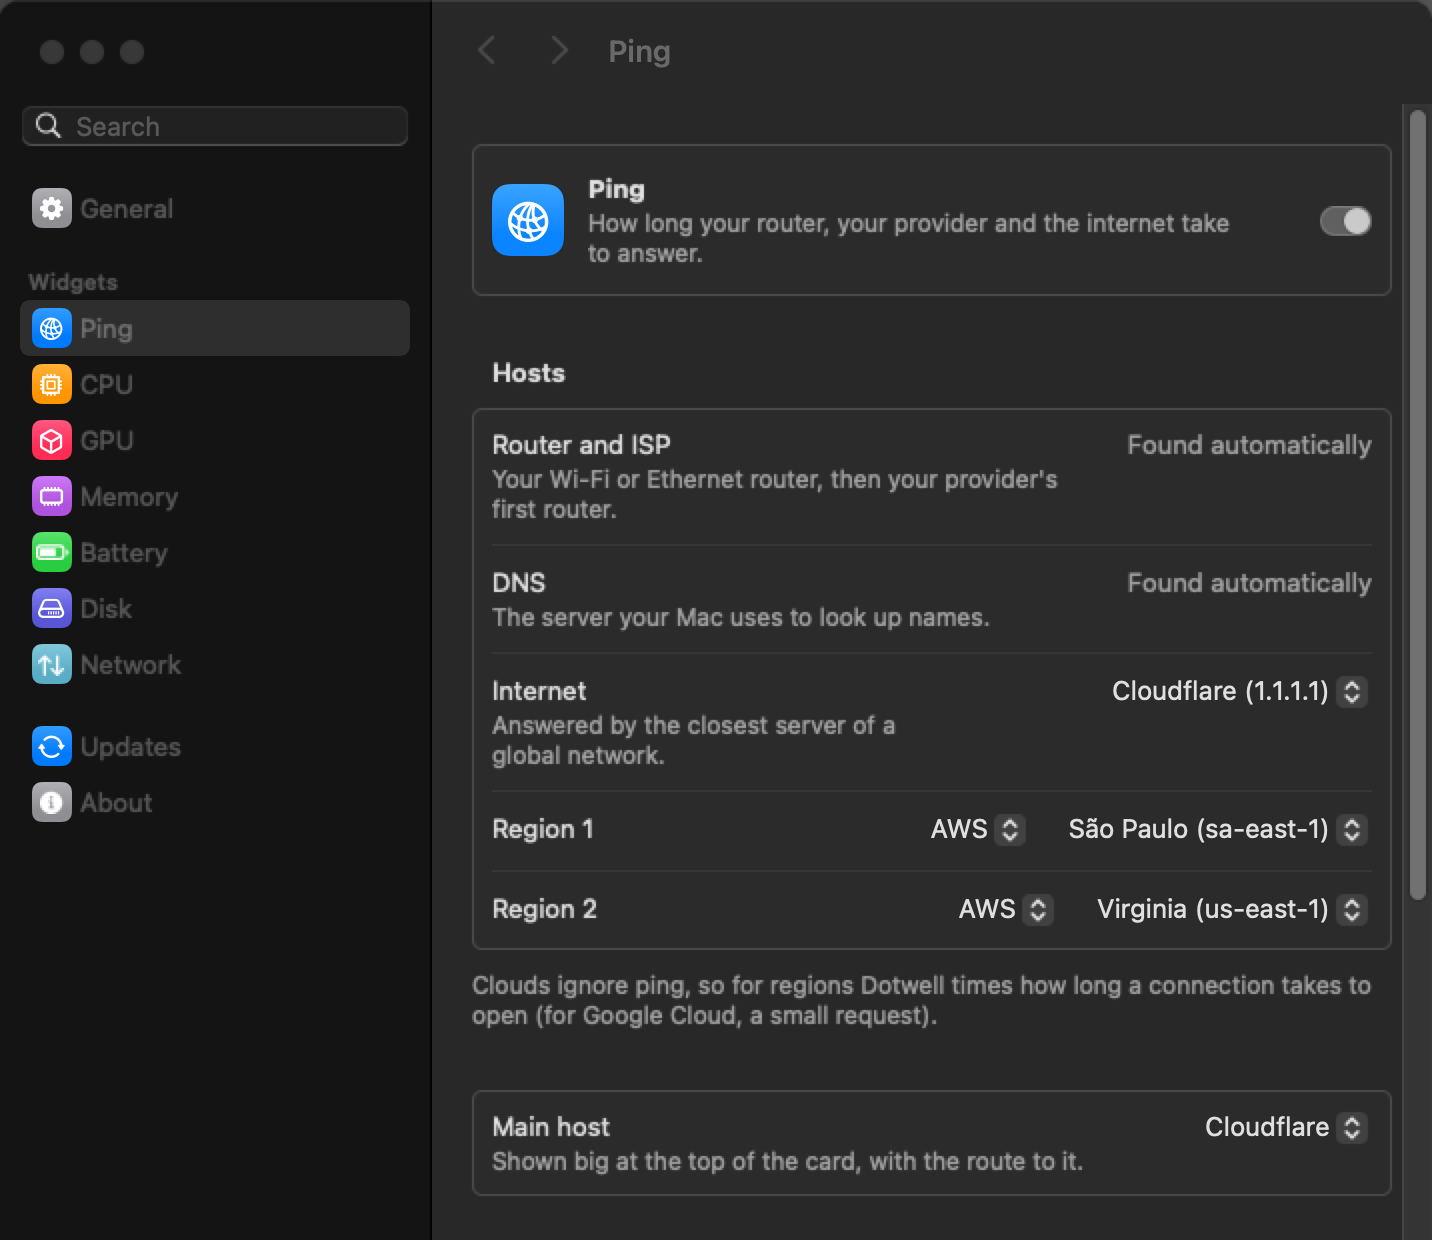 Ping
Search
General
Widgets
Ping
CPU
GPU
Memory
Battery
Disk
Network
Updates
About
Ping
How long your router, your provider and the internet take
to answer.
Hosts
Router and ISP
Found automatically
Your Wi-Fi or Ethernet router, then your provider's
first router.
DNS
Found automatically
The server your Mac uses to look up names.
Internet
Cloudflare (1.1.1.1)
Answered by the closest server of a
global network.
Region 1
AWS
São Paulo (sa-east-1)
Region 2
AWS
Virginia (us-east-1)
Clouds ignore ping, so for regions Dotwell times how long a connection takes to
open (for Google Cloud, a small request).
Main host
Cloudflare
Shown big at the top of the card, with the route to it.